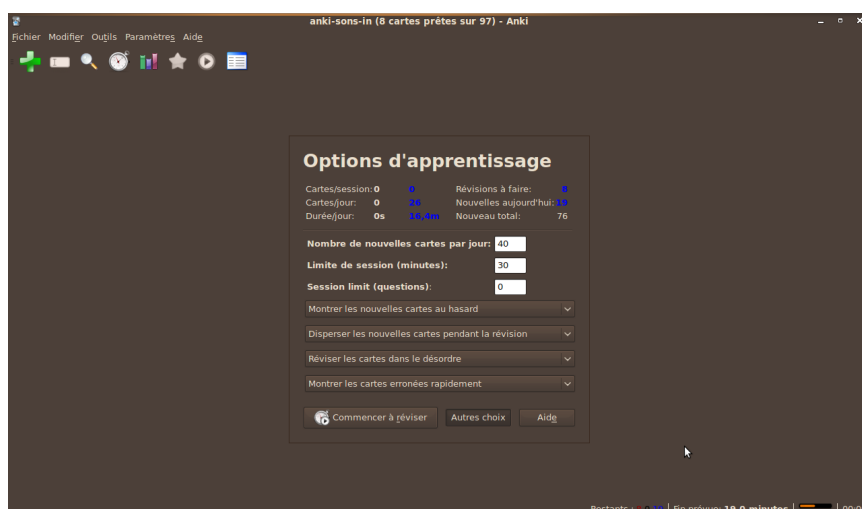 anki-sons-in (8 cartes prêtes sur 97) - Anki
Fichier Modifier Outils Paramètres Aide
Options d'apprentissage
Cartes/session: 0 0 Révisions à faire: 8
Cartes/jour: 0 26 Nouvelles aujourd'hui: 19
Durée/jour: 0s 16,4m Nouveau total: 76
Nombre de nouvelles cartes par jour: 40
Limite de session (minutes): 30
Session limit (questions): 0
Montrer les nouvelles cartes au hasard
Disperser les nouvelles cartes pendant la révision
Réviser les cartes dans le désordre
Montrer les cartes erronées rapidement
Commencer à réviser Autres choix Aide
Fin prévue: 19.0 minutes